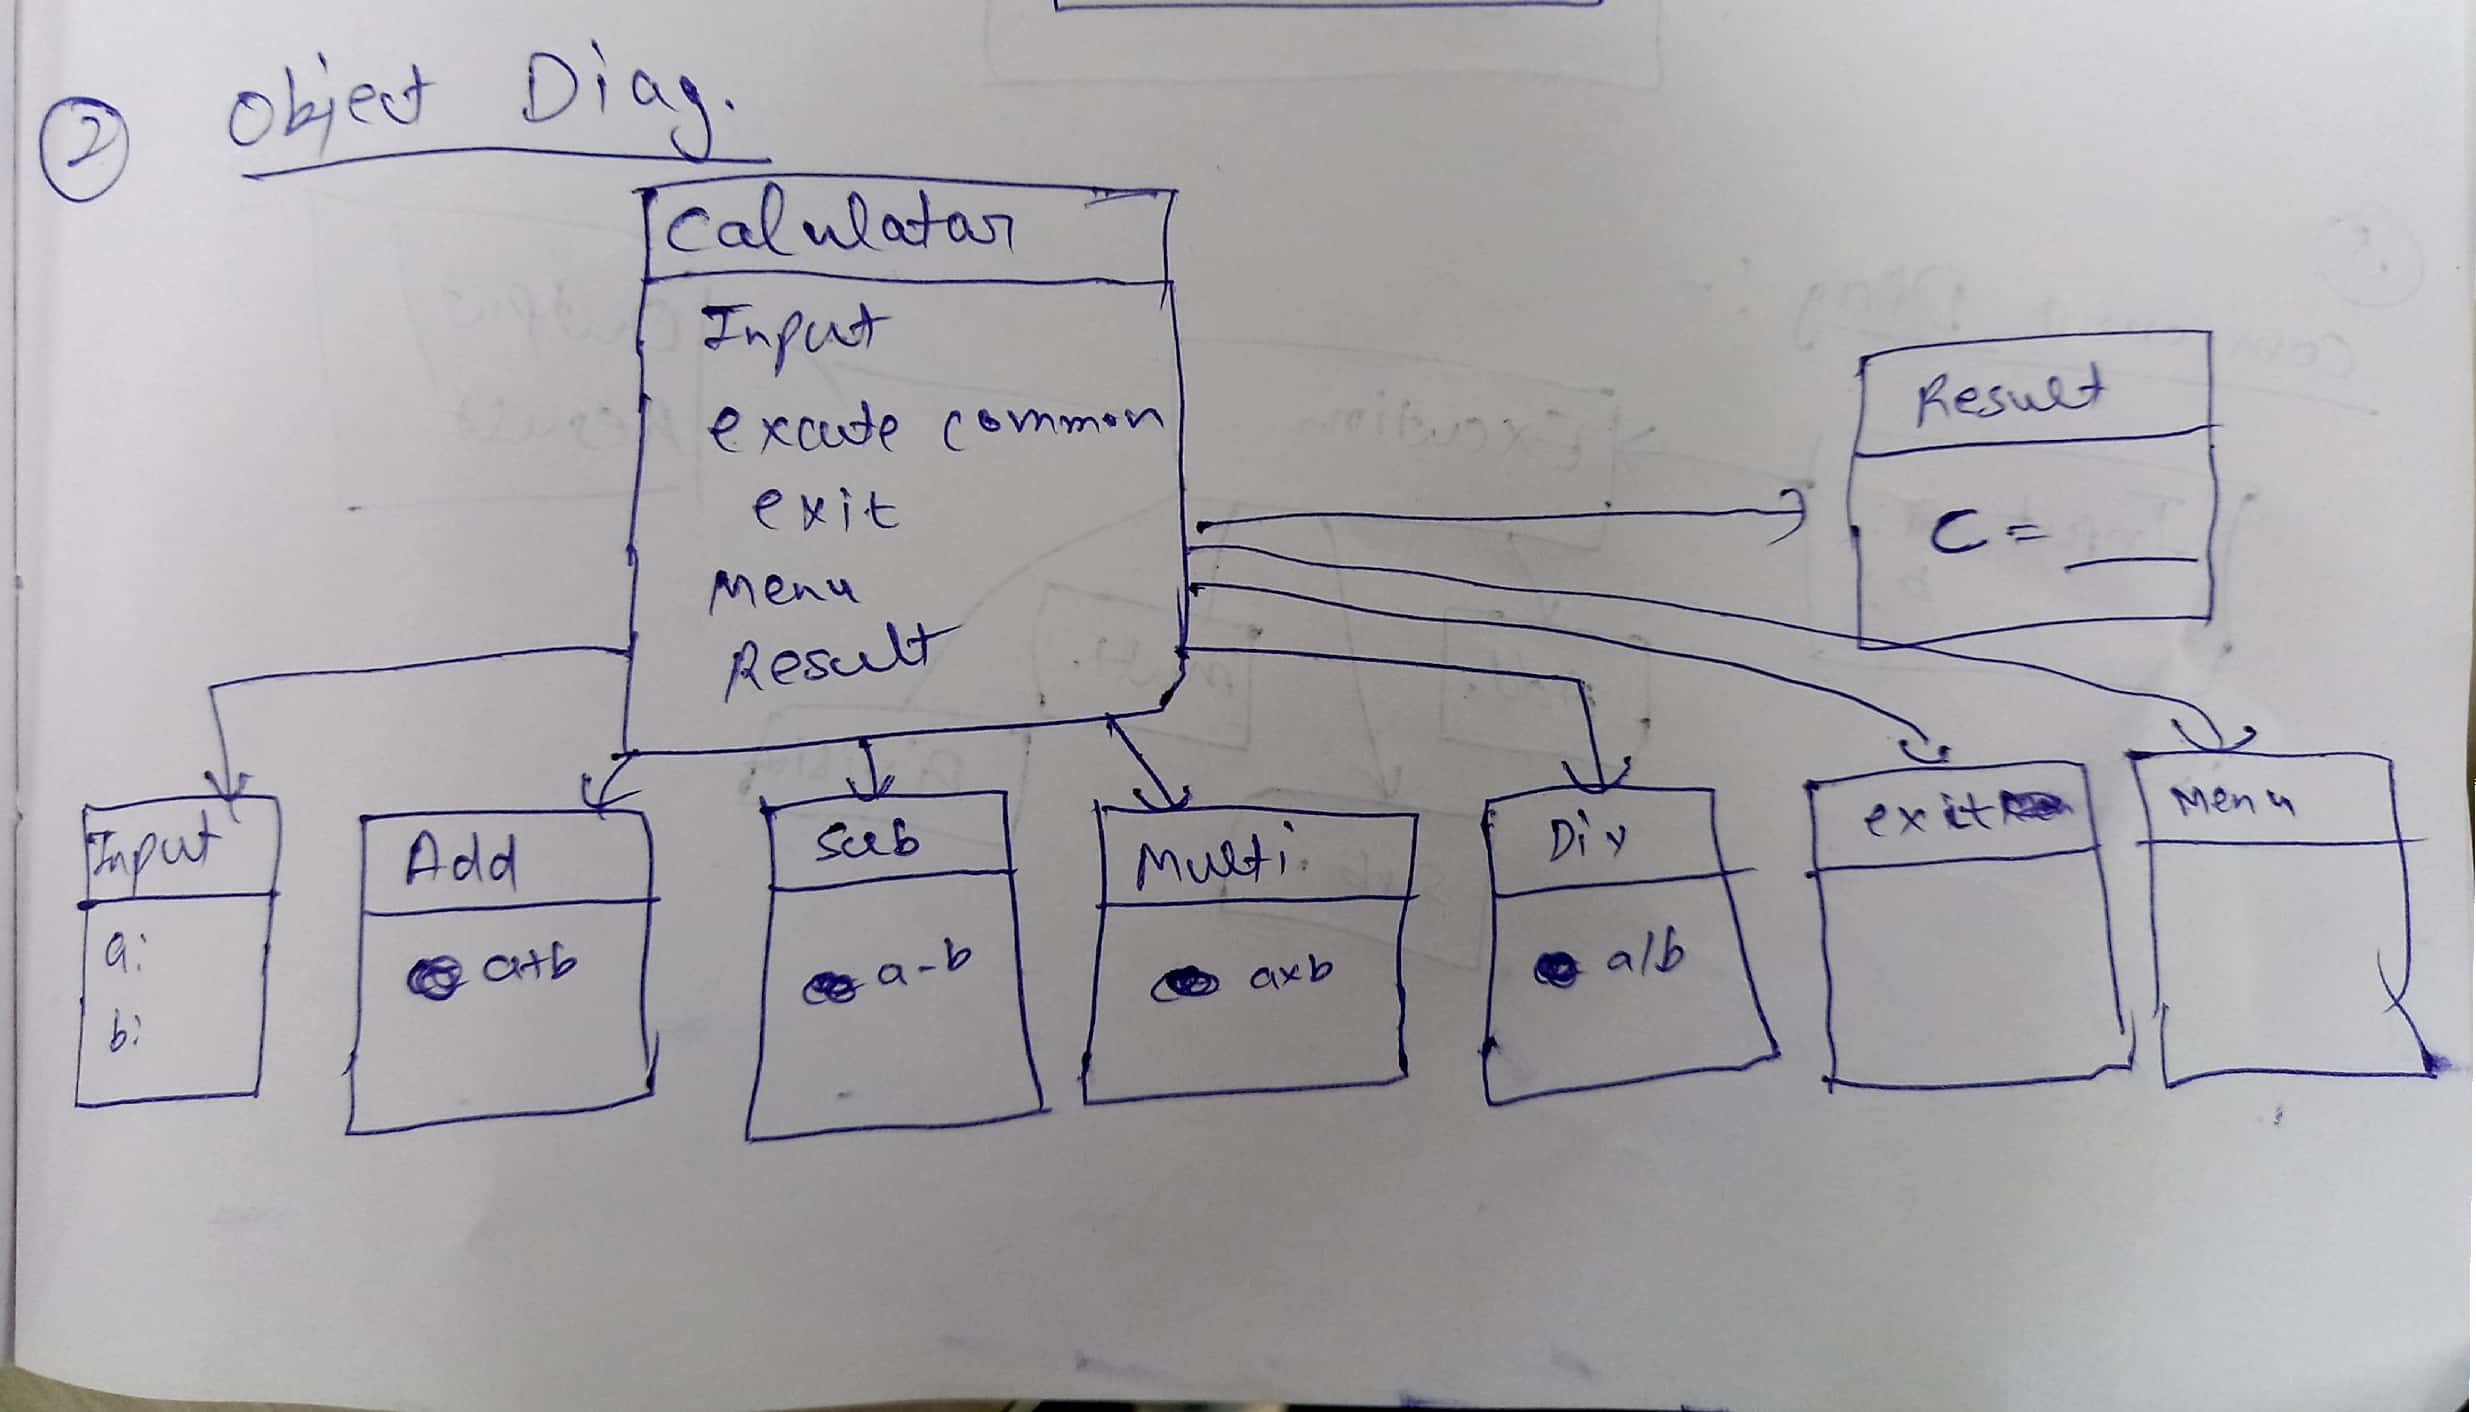 ② Object Diag.
Calulatar
Input
excute common
exit
Menu
Result
Result
C = __
Input
a:
b:
Add
a+b
Sub
a-b
Multi.
axb
Div
a/b
exit
Menu